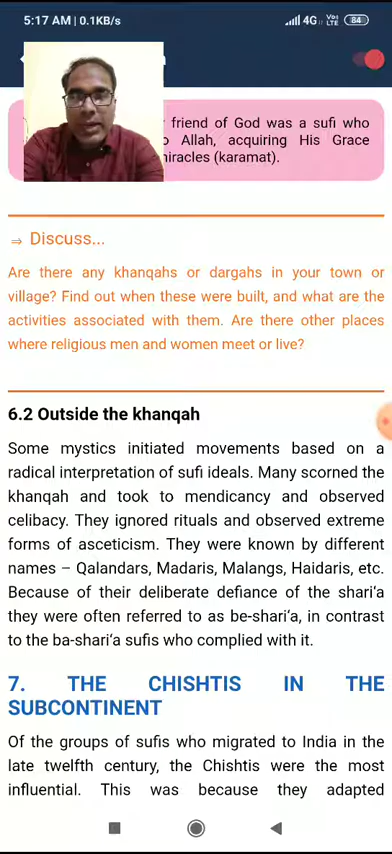 5:17 AM | 0.1KB/s
4G
Vo)
LTE
84
friend of God was a sufi who
Allah, acquiring His Grace
miracles (karamat).
⇒ Discuss...
Are there any khanqahs or dargahs in your town or
village? Find out when these were built, and what are the
activities associated with them. Are there other places
where religious men and women meet or live?
6.2 Outside the khanqah
Some mystics initiated movements based on a
radical interpretation of sufi ideals. Many scorned the
khanqah and took to mendicancy and observed
celibacy. They ignored rituals and observed extreme
forms of asceticism. They were known by different
names – Qalandars, Madaris, Malangs, Haidaris, etc.
Because of their deliberate defiance of the shari‘a
they were often referred to as be-shari‘a, in contrast
to the ba-shari‘a sufis who complied with it.
7. THE CHISHTIS IN THE
SUBCONTINENT
Of the groups of sufis who migrated to India in the
late twelfth century, the Chishtis were the most
influential. This was because they adapted